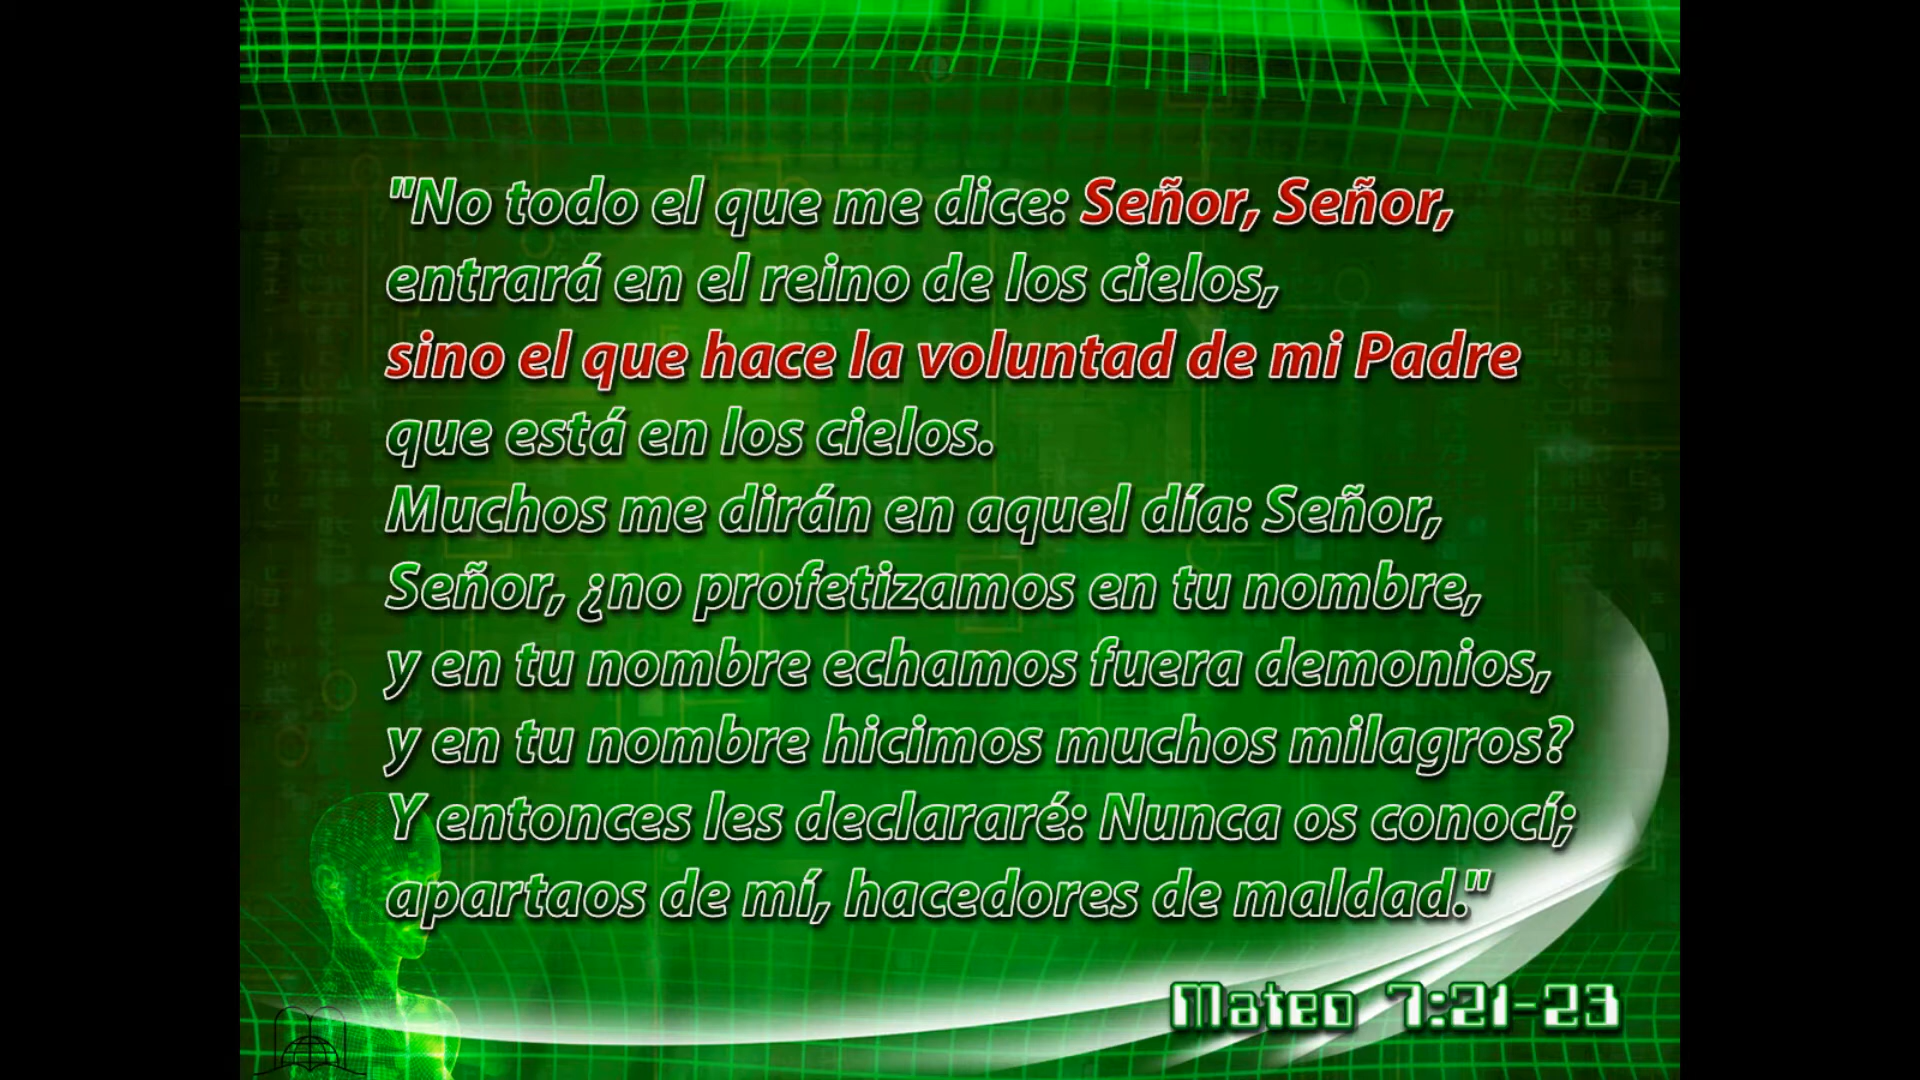 "No todo el que me dice: Señor, Señor,
entrará en el reino de los cielos,
sino el que hace la voluntad de mi Padre
que está en los cielos.
Muchos me dirán en aquel día: Señor,
Señor, ¿no profetizamos en tu nombre,
y en tu nombre echamos fuera demonios,
y en tu nombre hicimos muchos milagros?
Y entonces les declararé: Nunca os conocí;
apartaos de mí, hacedores de maldad."
Mateo 7:21-23